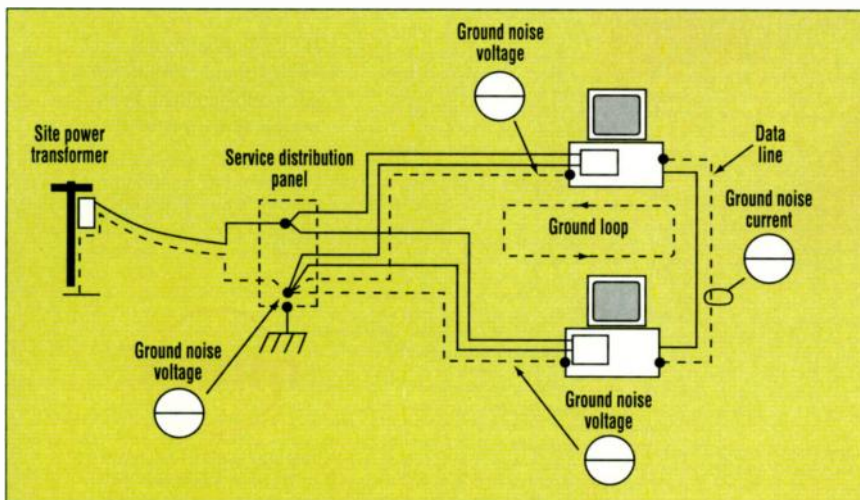 Ground noise
voltage
Site power
transformer
Service distribution
panel
Data
line
Ground noise
current
Ground loop
Ground noise
voltage
Ground noise
voltage